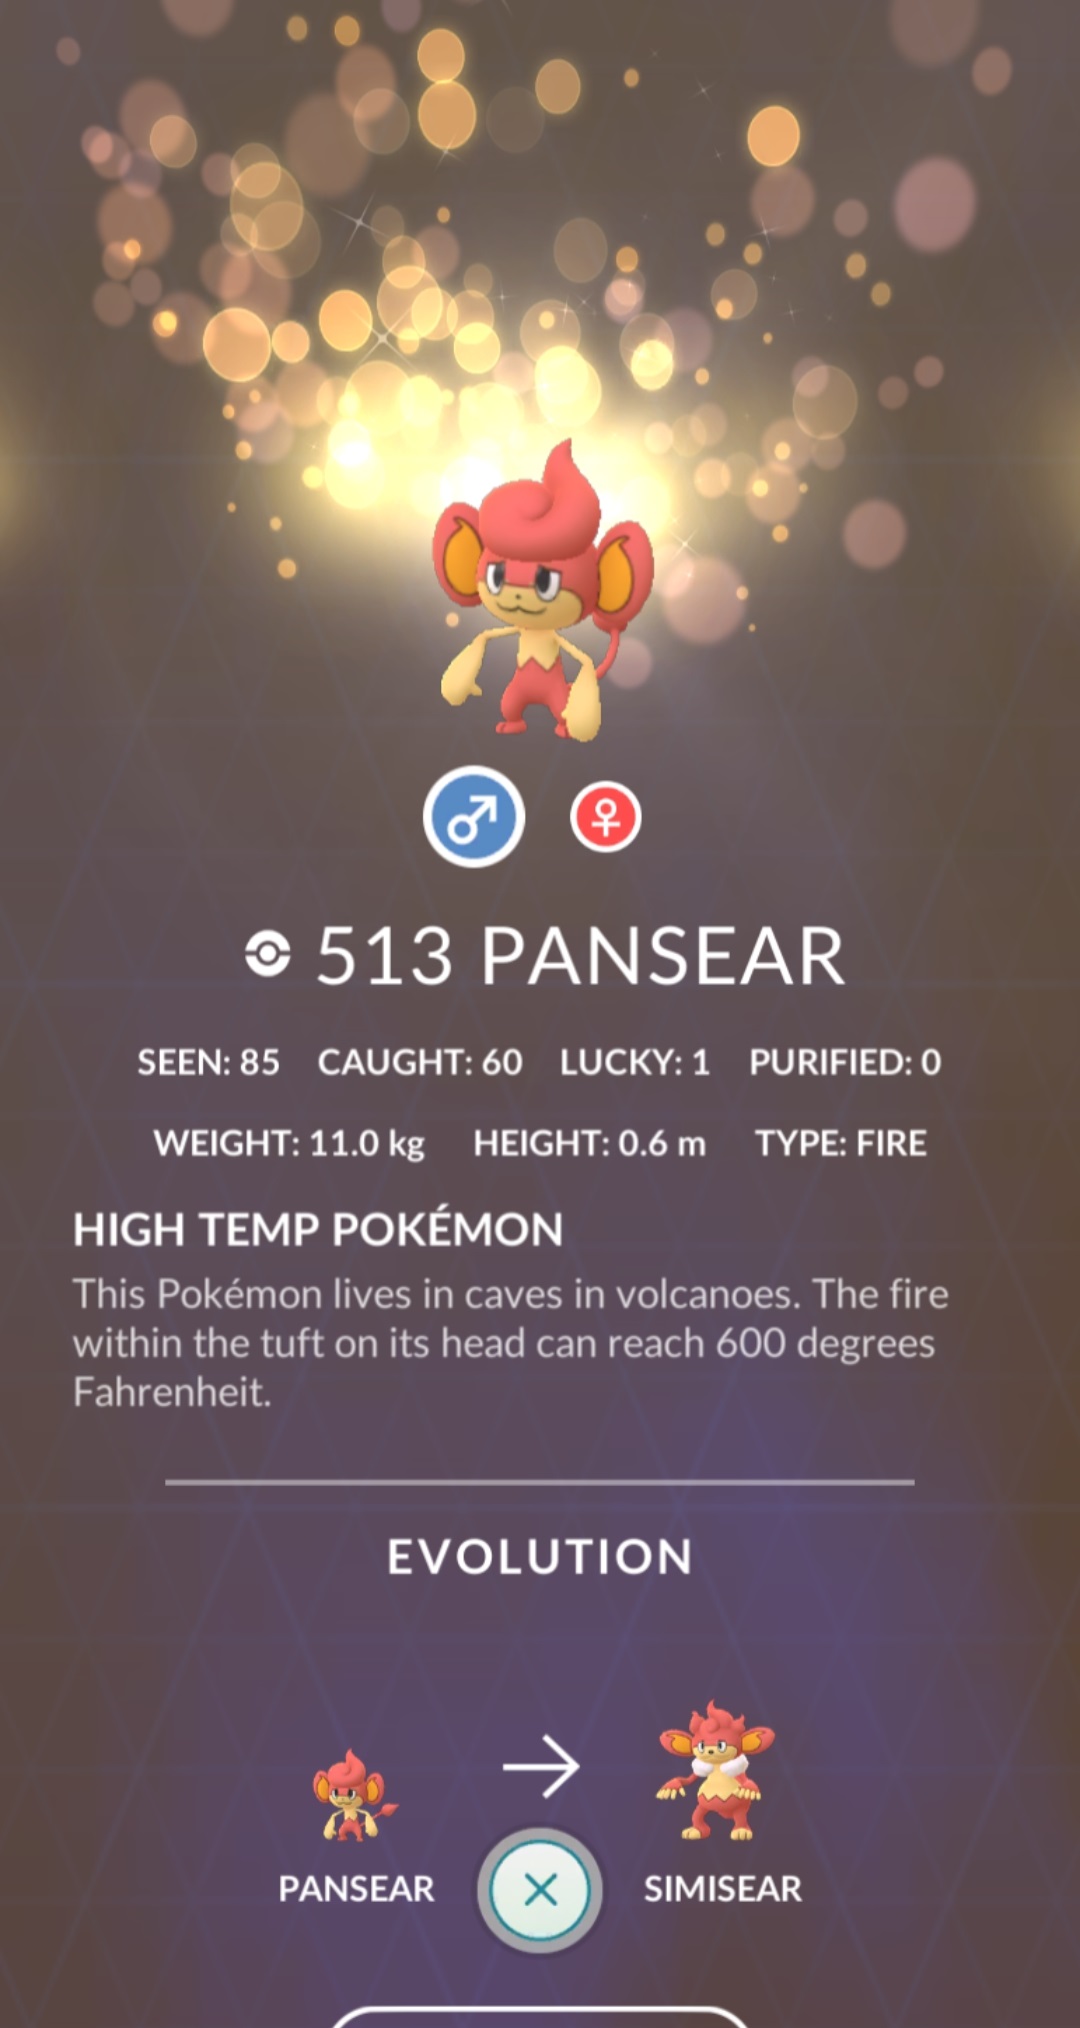 513 PANSEAR
SEEN: 85 CAUGHT: 60 LUCKY: 1 PURIFIED: 0
WEIGHT: 11.0 kg HEIGHT: 0.6 m TYPE: FIRE
HIGH TEMP POKÉMON
This Pokémon lives in caves in volcanoes. The fire
within the tuft on its head can reach 600 degrees
Fahrenheit.
EVOLUTION
PANSEAR SIMISEAR